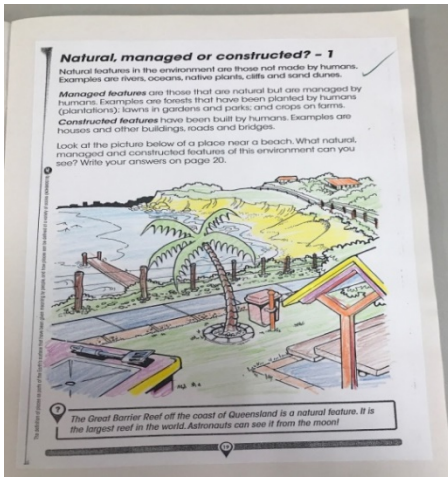 Natural, managed or constructed? – 1
Natural features in the environment are those not made by humans.
Examples are rivers, oceans, native plants, cliffs and sand dunes.
Managed features are those that are natural but are managed by
humans. Examples are forests that have been planted by humans
(plantations); lawns in gardens and parks; and crops on farms.
Constructed features have been built by humans. Examples are
houses and other buildings, roads and bridges.
Look at the picture below of a place near a beach. What natural,
managed and constructed features of this environment can you
see? Write your answers on page 20.
?
The Great Barrier Reef off the coast of Queensland is a natural feature. It is
the largest reef in the world. Astronauts can see it from the moon!